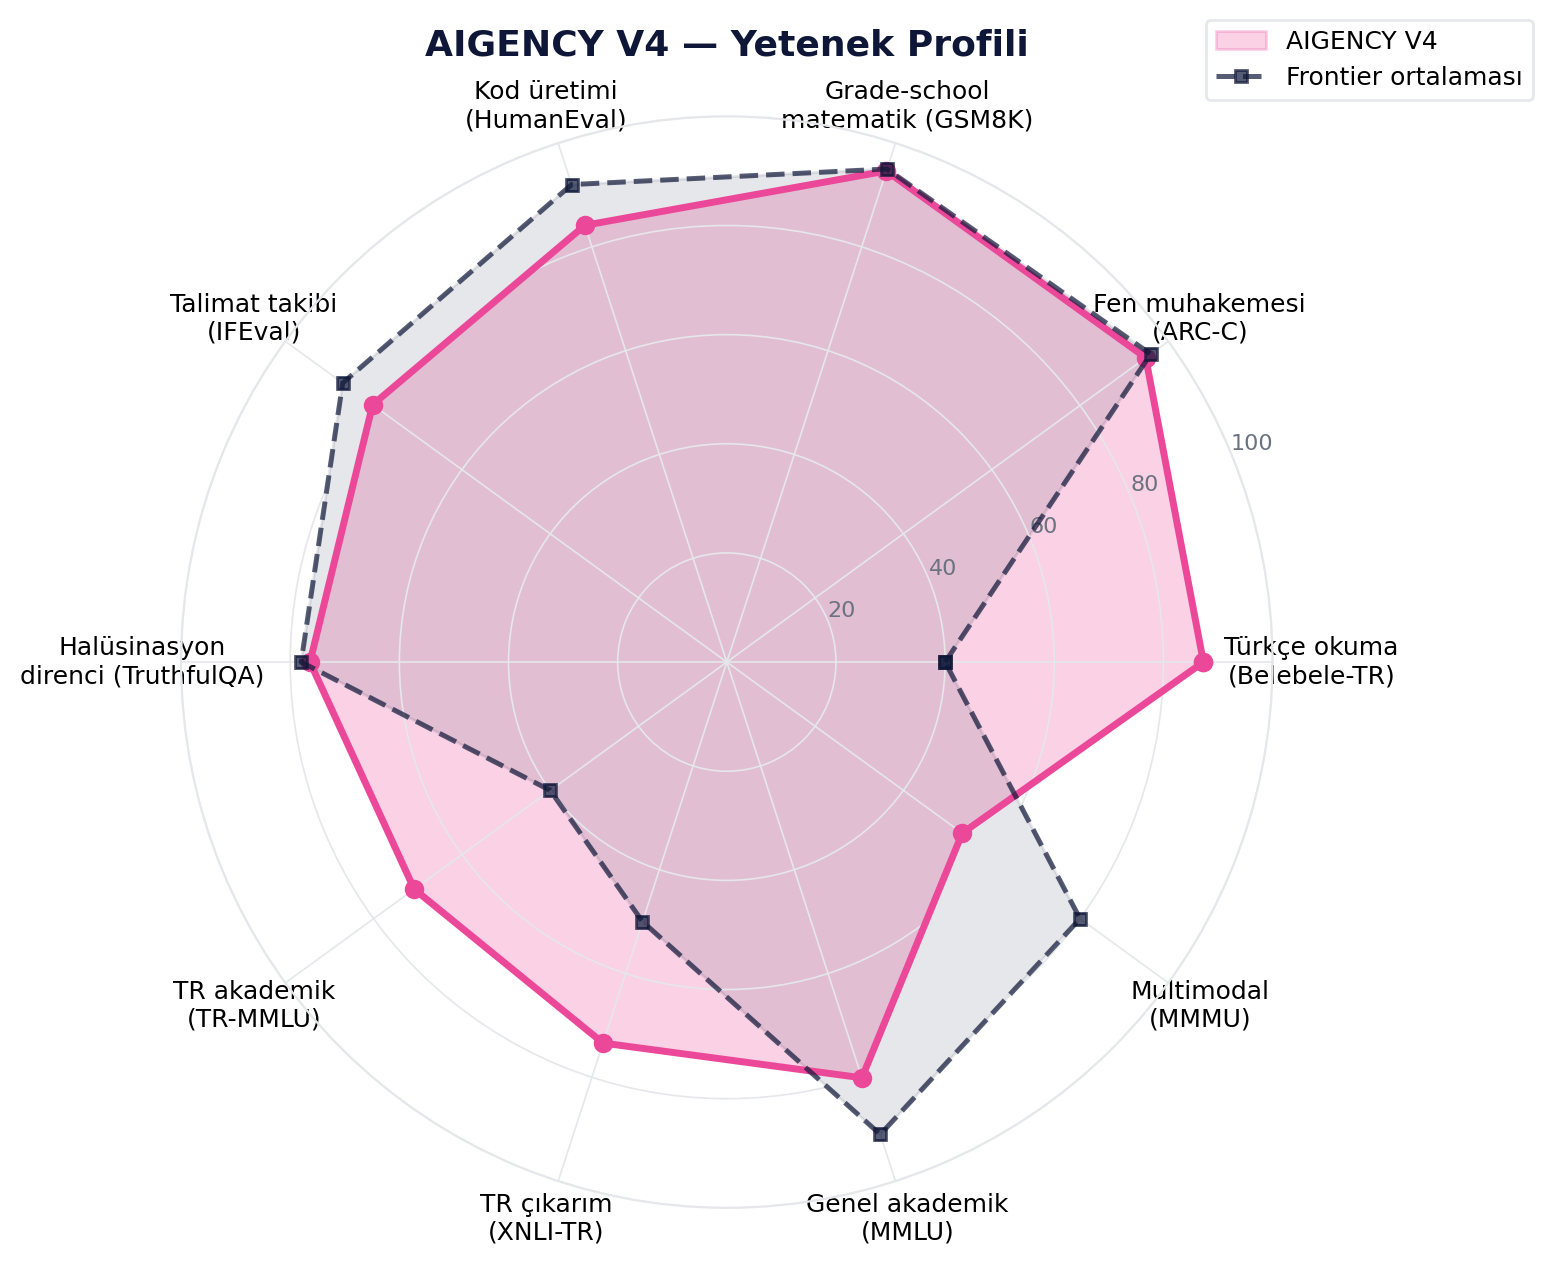 AIGENCY V4 — Yetenek Profili
AIGENCY V4
Frontier ortalaması
Kod üretimi
(HumanEval)
Grade-school
matematik (GSM8K)
Talimat takibi
(IFEval)
Fen muhakemesi
(ARC-C)
100
80
60
40
20
Halüsinasyon
direnci (TruthfulQA)
Türkçe okuma
(Belebele-TR)
TR akademik
(TR-MMLU)
Multimodal
(MMMU)
TR çıkarım
(XNLI-TR)
Genel akademik
(MMLU)